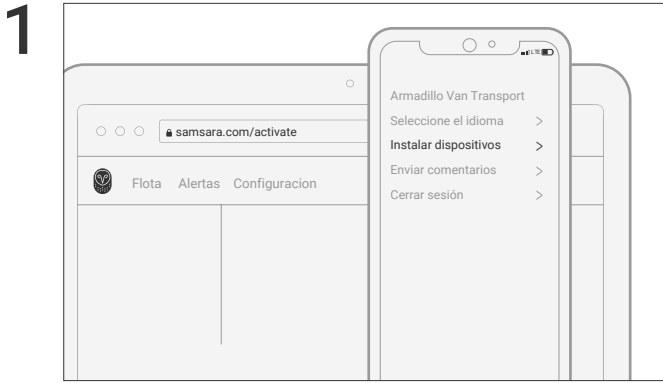 1
samsara.com/activate
Flota Alertas Configuracion
LTE
Armadillo Van Transport
Seleccione el idioma
Instalar dispositivos
Enviar comentarios
Cerrar sesión